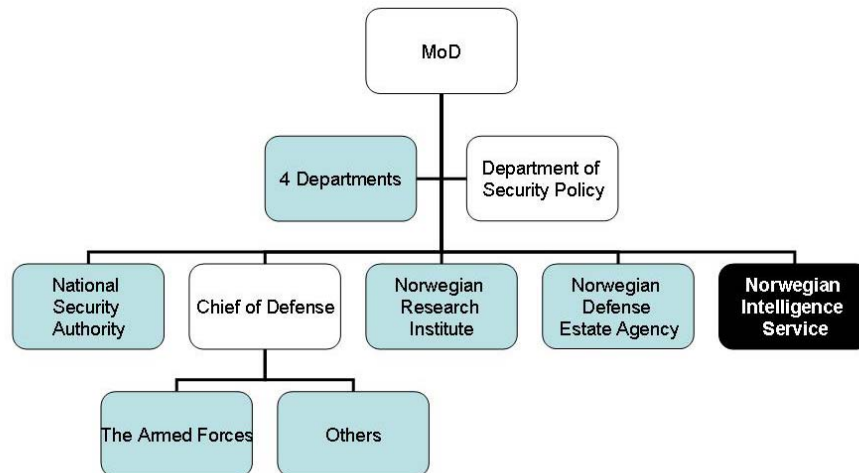 MoD
4 Departments
Department of
Security Policy
National
Security
Authority
Chief of Defense
Norwegian
Research
Institute
Norwegian
Defense
Estate Agency
Norwegian
Intelligence
Service
The Armed Forces
Others